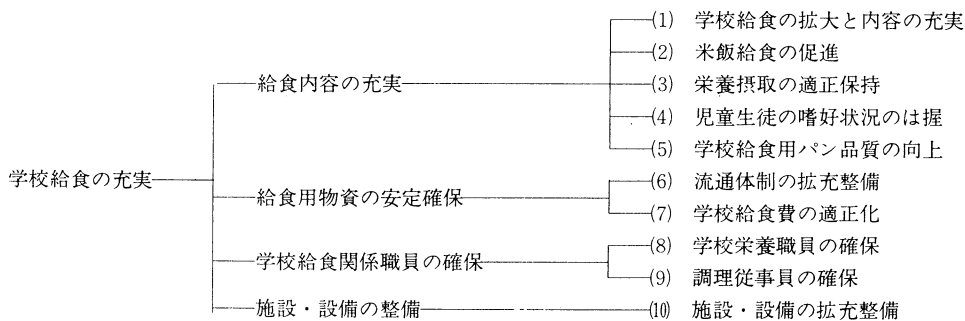 学校給食の充実
給食内容の充実
(1) 学校給食の拡大と内容の充実
(2) 米飯給食の促進
(3) 栄養摂取の適正保持
(4) 児童生徒の嗜好状況のは握
(5) 学校給食用パン品質の向上
給食用物資の安定確保
(6) 流通体制の拡充整備
(7) 学校給食費の適正化
学校給食関係職員の確保
(8) 学校栄養職員の確保
(9) 調理従事員の確保
施設・設備の整備
(10) 施設・設備の拡充整備